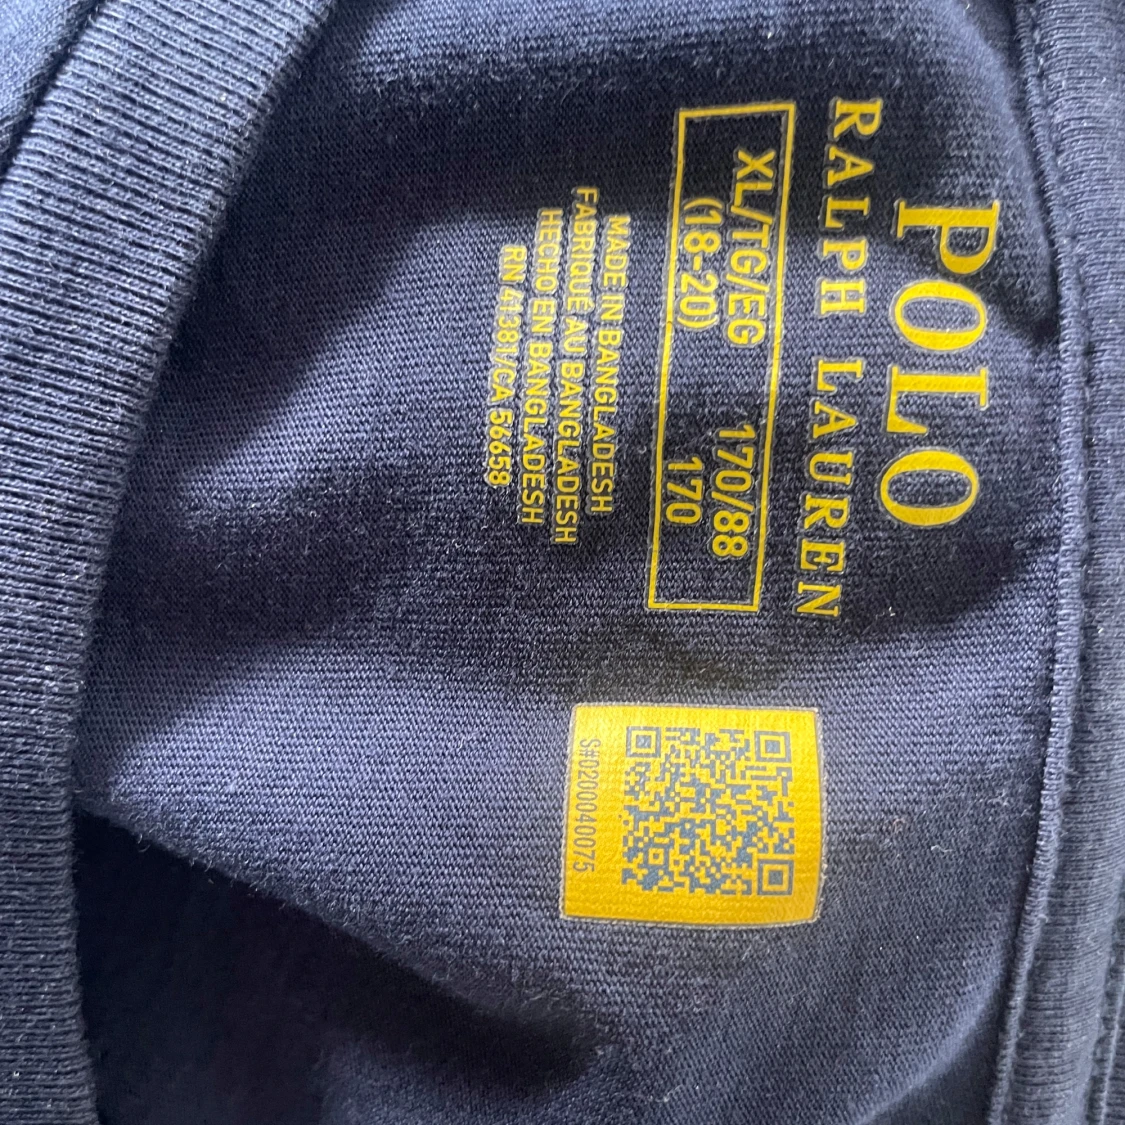 POLO
RALPH LAUREN
XL/TG/EG 170/88
(18-20) 170
MADE IN BANGLADESH
FABRIQUÉ AU BANGLADESH
HECHO EN BANGLADESH
RN 41381/CA 56658
S#0200040075